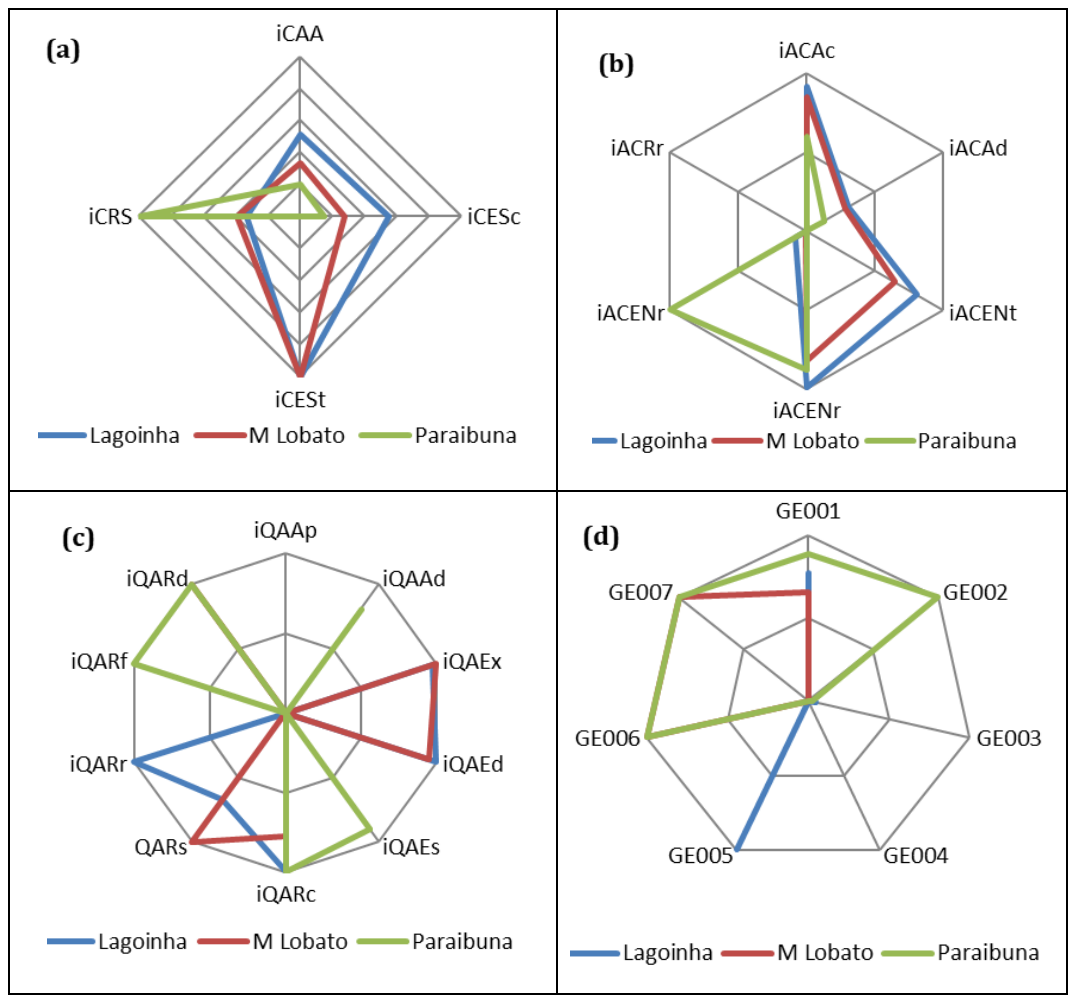 (a)
iCAA
iCRS
iCESc
iCESt
Lagoinha M Lobato Paraibuna
(b)
iACAc
iACRr
iACAd
iACENr
iACENt
iACENr
Lagoinha M Lobato Paraibuna
(c)
iQAAp
iQARd
iQAAd
iQARf
iQAEx
iQARr
iQAEd
QARs
iQAEs
iQARc
Lagoinha M Lobato Paraibuna
(d)
GE001
GE007
GE002
GE006
GE003
GE005
GE004
Lagoinha M Lobato Paraibuna